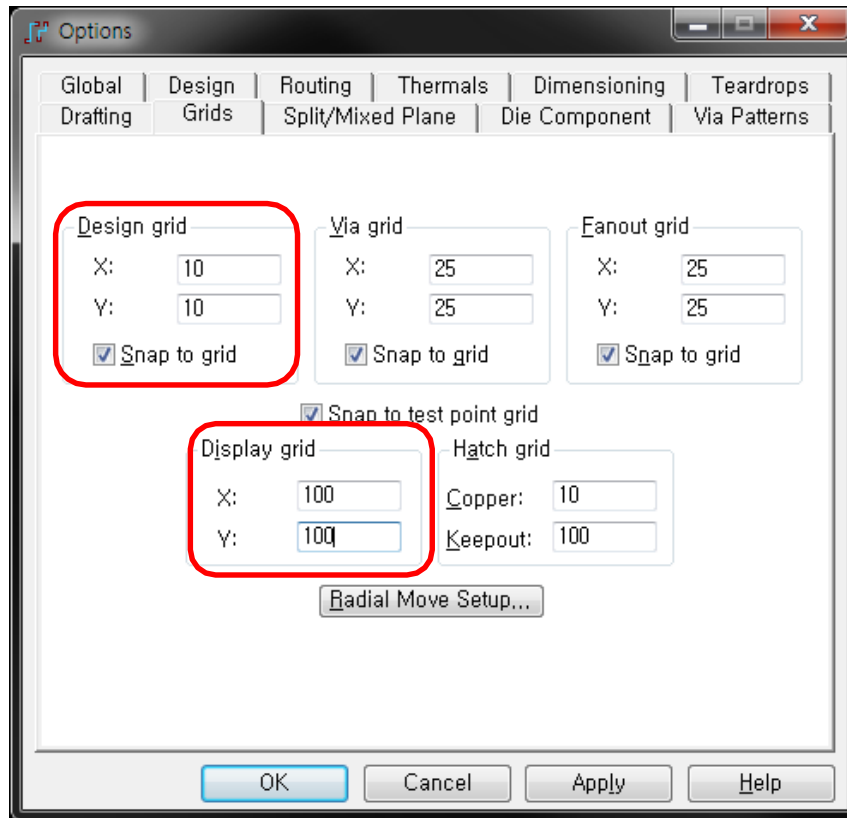 Options
Global Design Routing Thermals Dimensioning Teardrops
Drafting Grids Split/Mixed Plane Die Component Via Patterns
Design grid Via grid Fanout grid
X: 10 X: 25 X: 25
Y: 10 Y: 25 Y: 25
Snap to grid Snap to grid Snap to grid
Snap to test point grid
Display grid Hatch grid
X: 100 Copper: 10
Y: 100 Keepout: 100
Radial Move Setup...
OK Cancel Apply Help